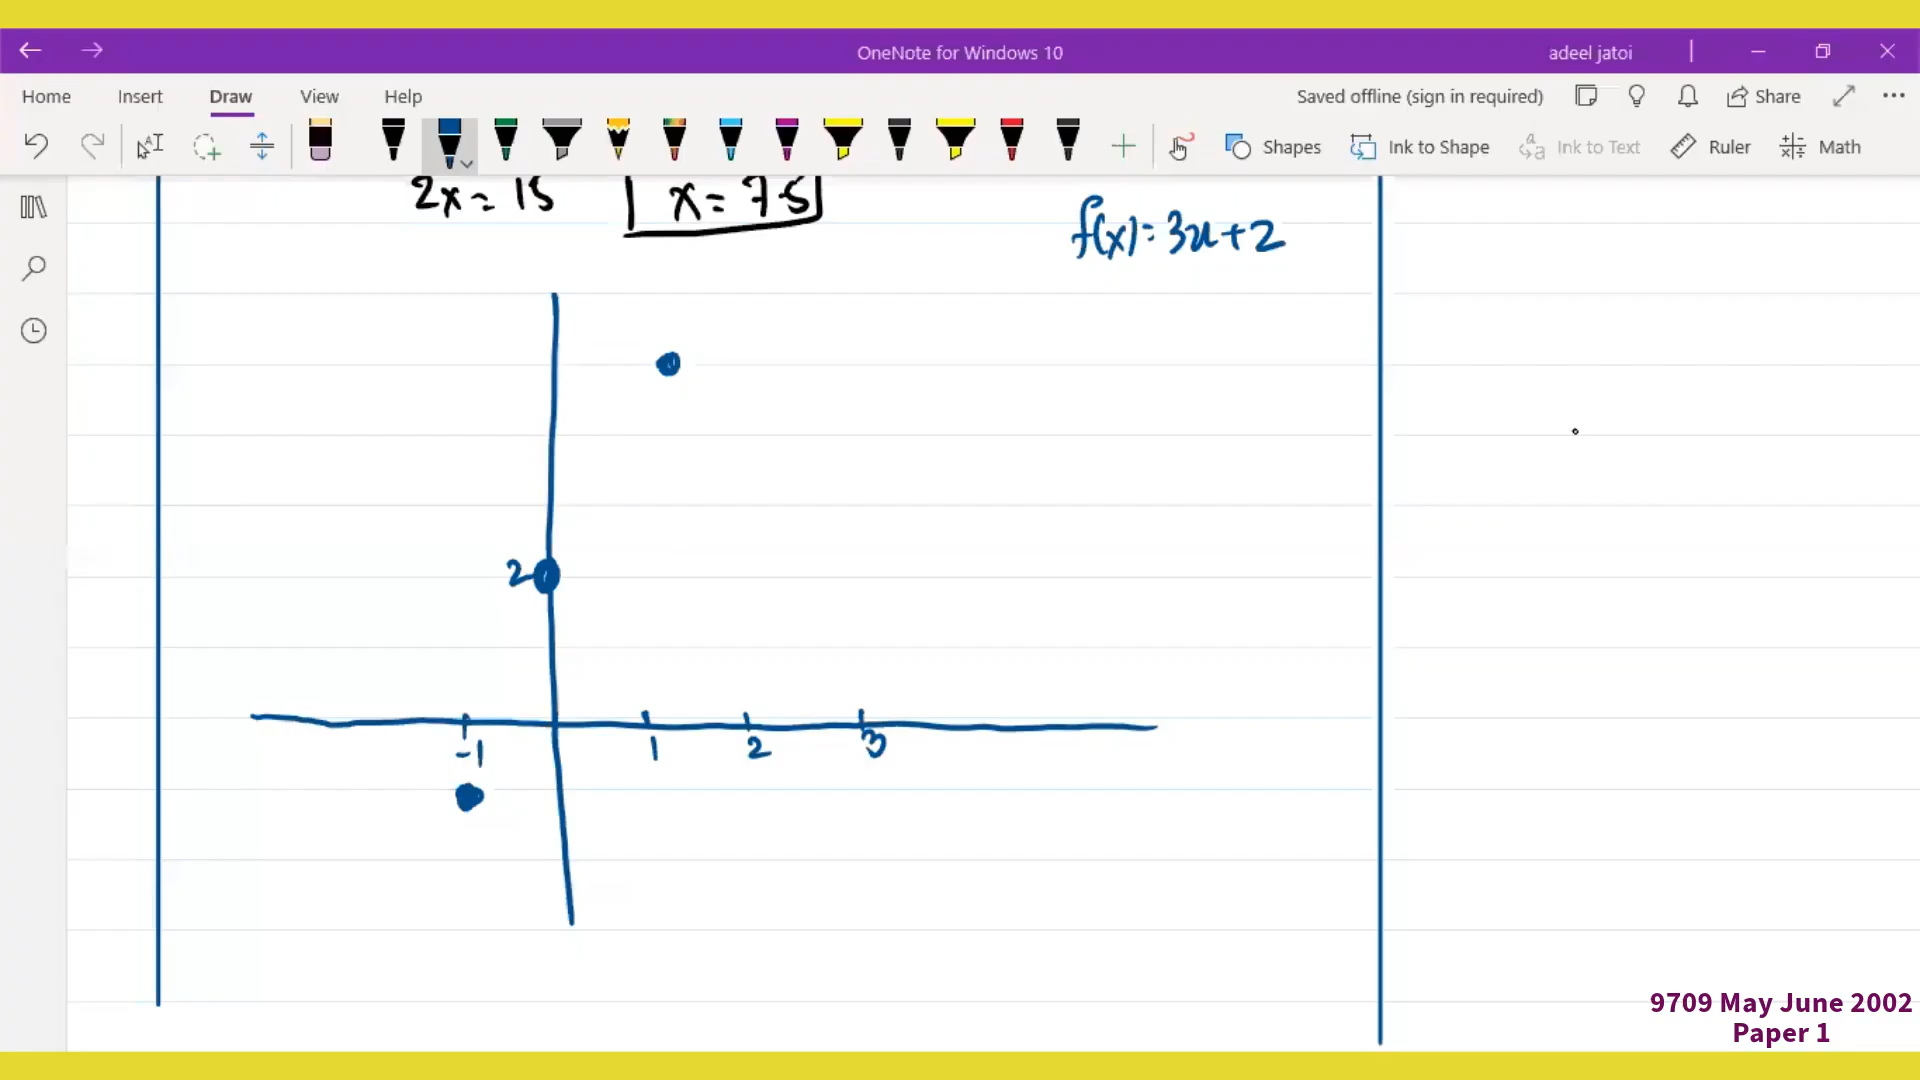 OneNote for Windows 10
adeel jatoi
Home Insert Draw View Help
Saved offline (sign in required)
Share
Shapes
Ink to Shape
Ink to Text
Ruler
Math
2x = 15
x = 7.5
f(x) = 3x + 2
2
-1 1 2 3
9709 May June 2002
Paper 1